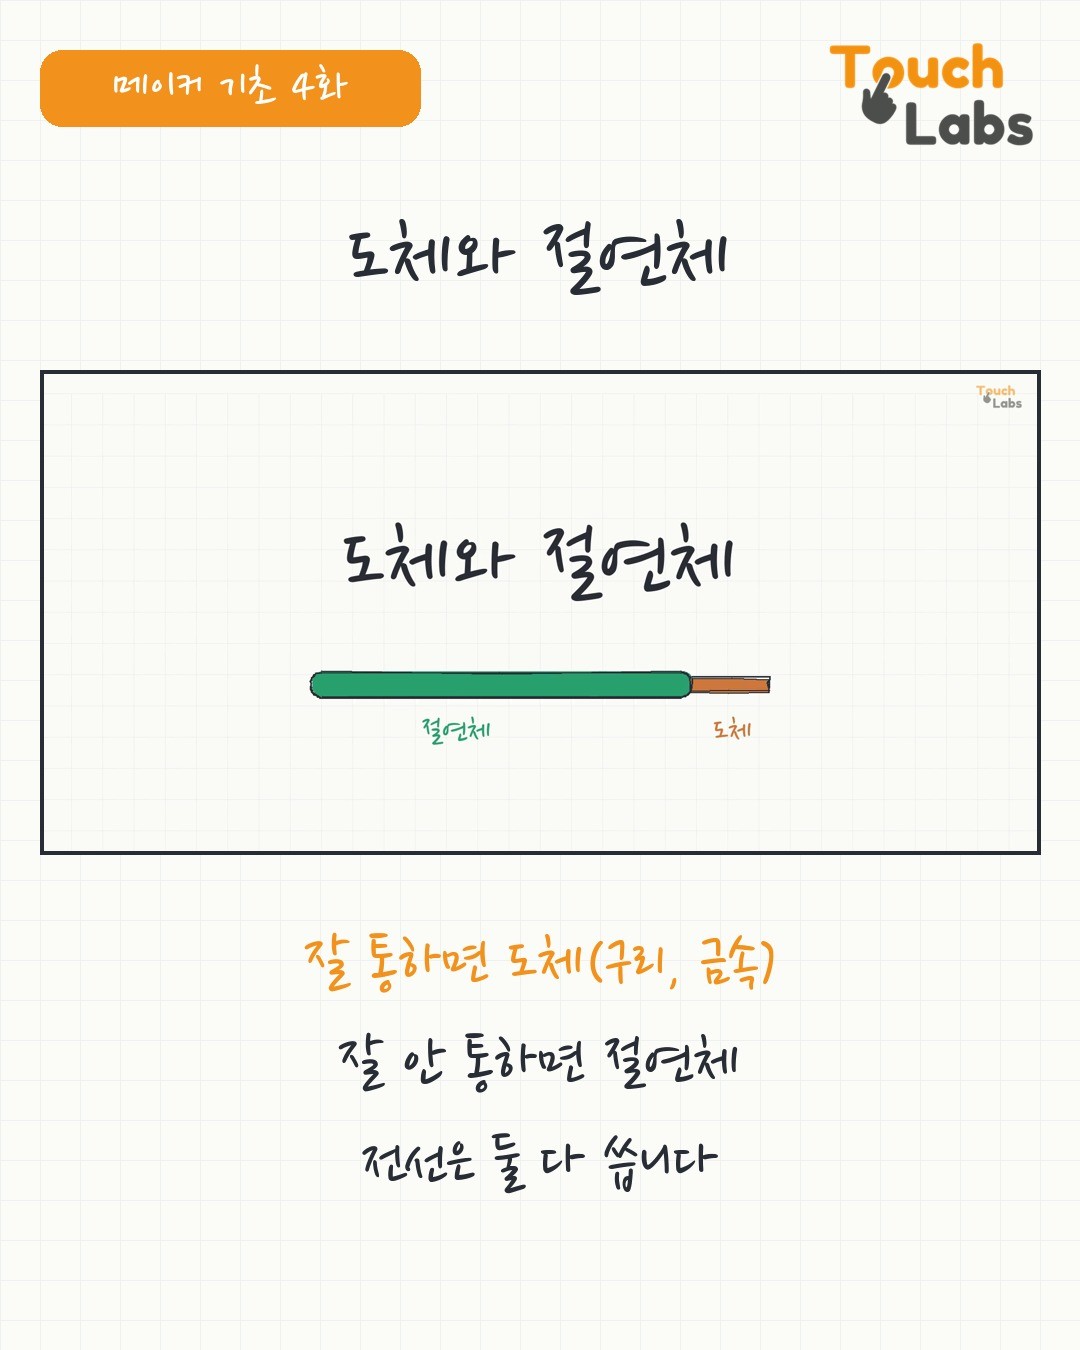 메이커 기초 4화
Touch
Labs
도체와 절연체
Touch
Labs
도체와 절연체
절연체
도체
잘 통하면 도체(구리, 금속)
잘 안 통하면 절연체
전선은 둘 다 씁니다